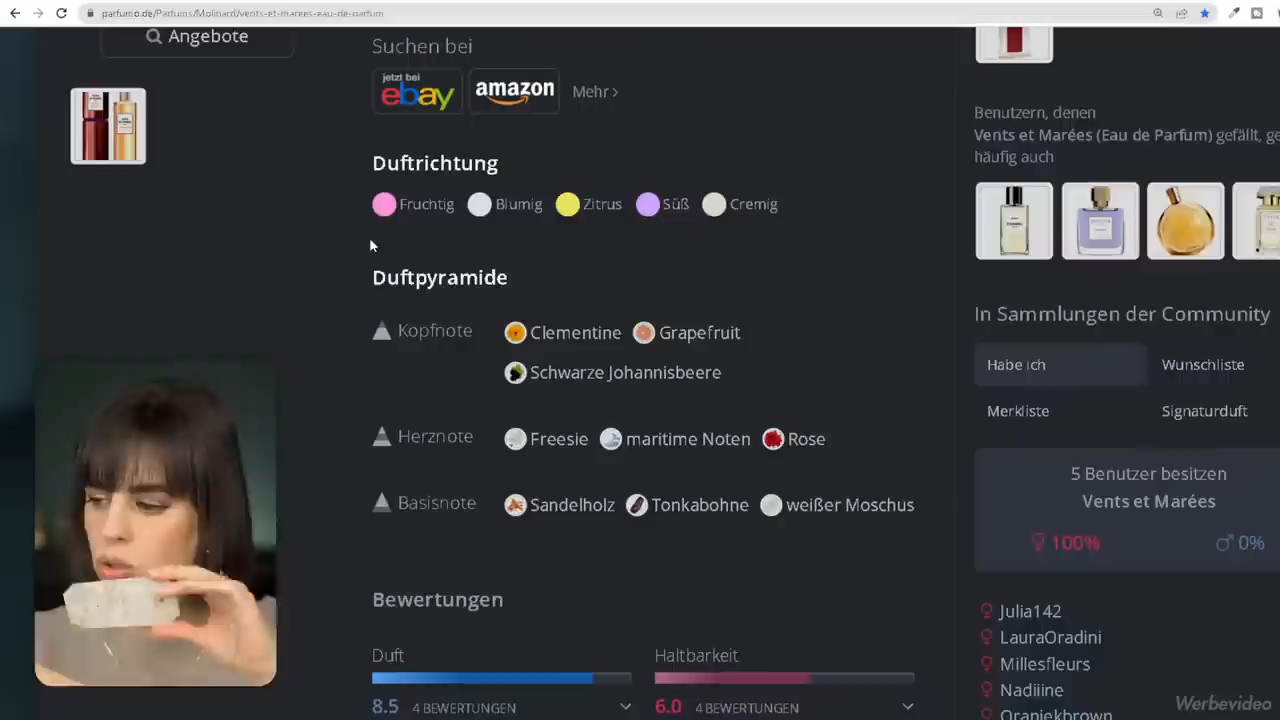 parfumo.de/Parfums/Molinard/vents-et-marees-eau-de-parfum
Angebote
Suchen bei
jetzt bei
ebay
amazon
Mehr
Duftrichtung
Fruchtig Blumig Zitrus Süß Cremig
Duftpyramide
Kopfnote Clementine Grapefruit
Schwarze Johannisbeere
Herznote Freesie maritime Noten Rose
Basisnote Sandelholz Tonkabohne weißer Moschus
Bewertungen
Duft Haltbarkeit
8.5 4 BEWERTUNGEN 6.0 4 BEWERTUNGEN
Benutzern, denen
Vents et Marées (Eau de Parfum) gefällt, ge
häufig auch
In Sammlungen der Community
Habe ich Wunschliste
Merkliste Signaturduft
5 Benutzer besitzen
Vents et Marées
100% 0%
Julia142
LauraOradini
Millesfleurs
Nadiiine
Oranjekbrown
Werbevideo